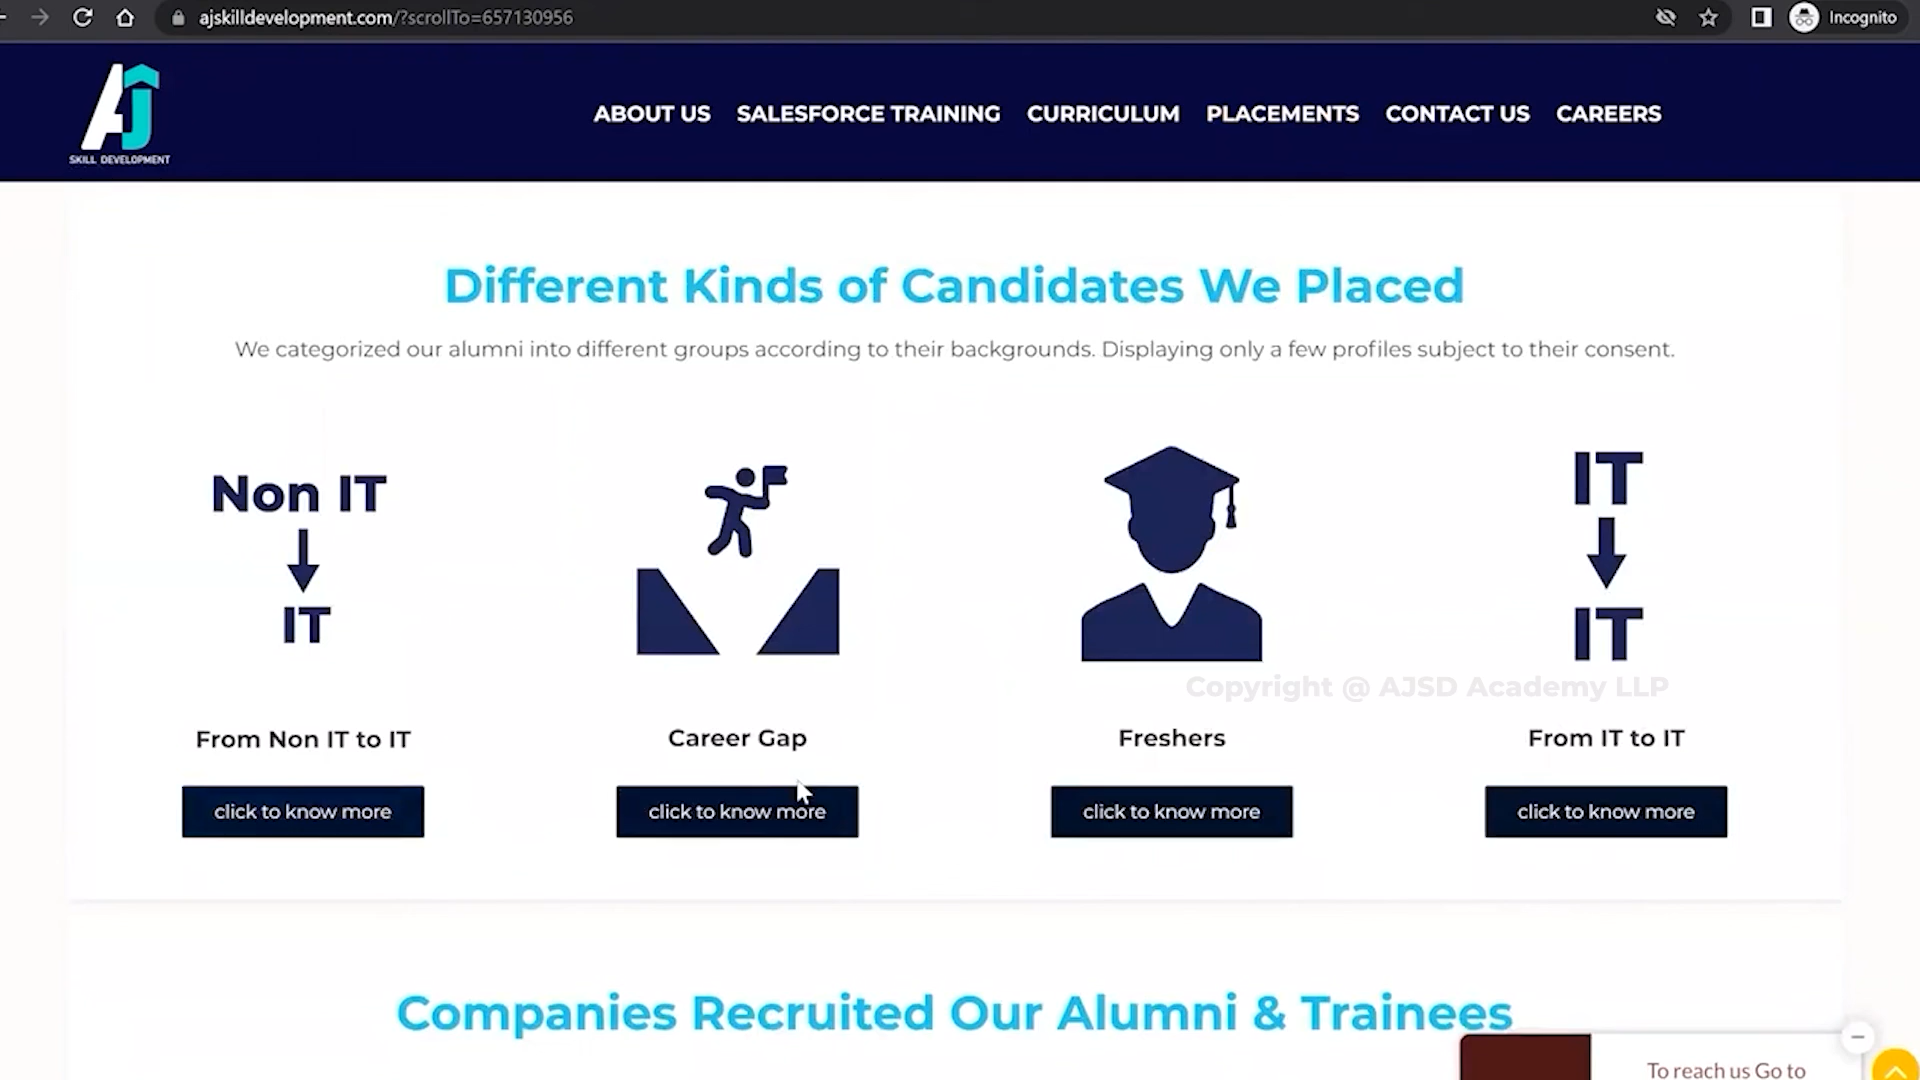 ajskilldevelopment.com/?scrollTo=657130956
Incognito
AJ
SKILL DEVELOPMENT
ABOUT US
SALESFORCE TRAINING
CURRICULUM
PLACEMENTS
CONTACT US
CAREERS
Different Kinds of Candidates We Placed
We categorized our alumni into different groups according to their backgrounds. Displaying only a few profiles subject to their consent.
Non IT
IT
IT
IT
Copyright @ AJSD Academy LLP
From Non IT to IT
Career Gap
Freshers
From IT to IT
click to know more
click to know more
click to know more
click to know more
Companies Recruited Our Alumni & Trainees
To reach us Go to